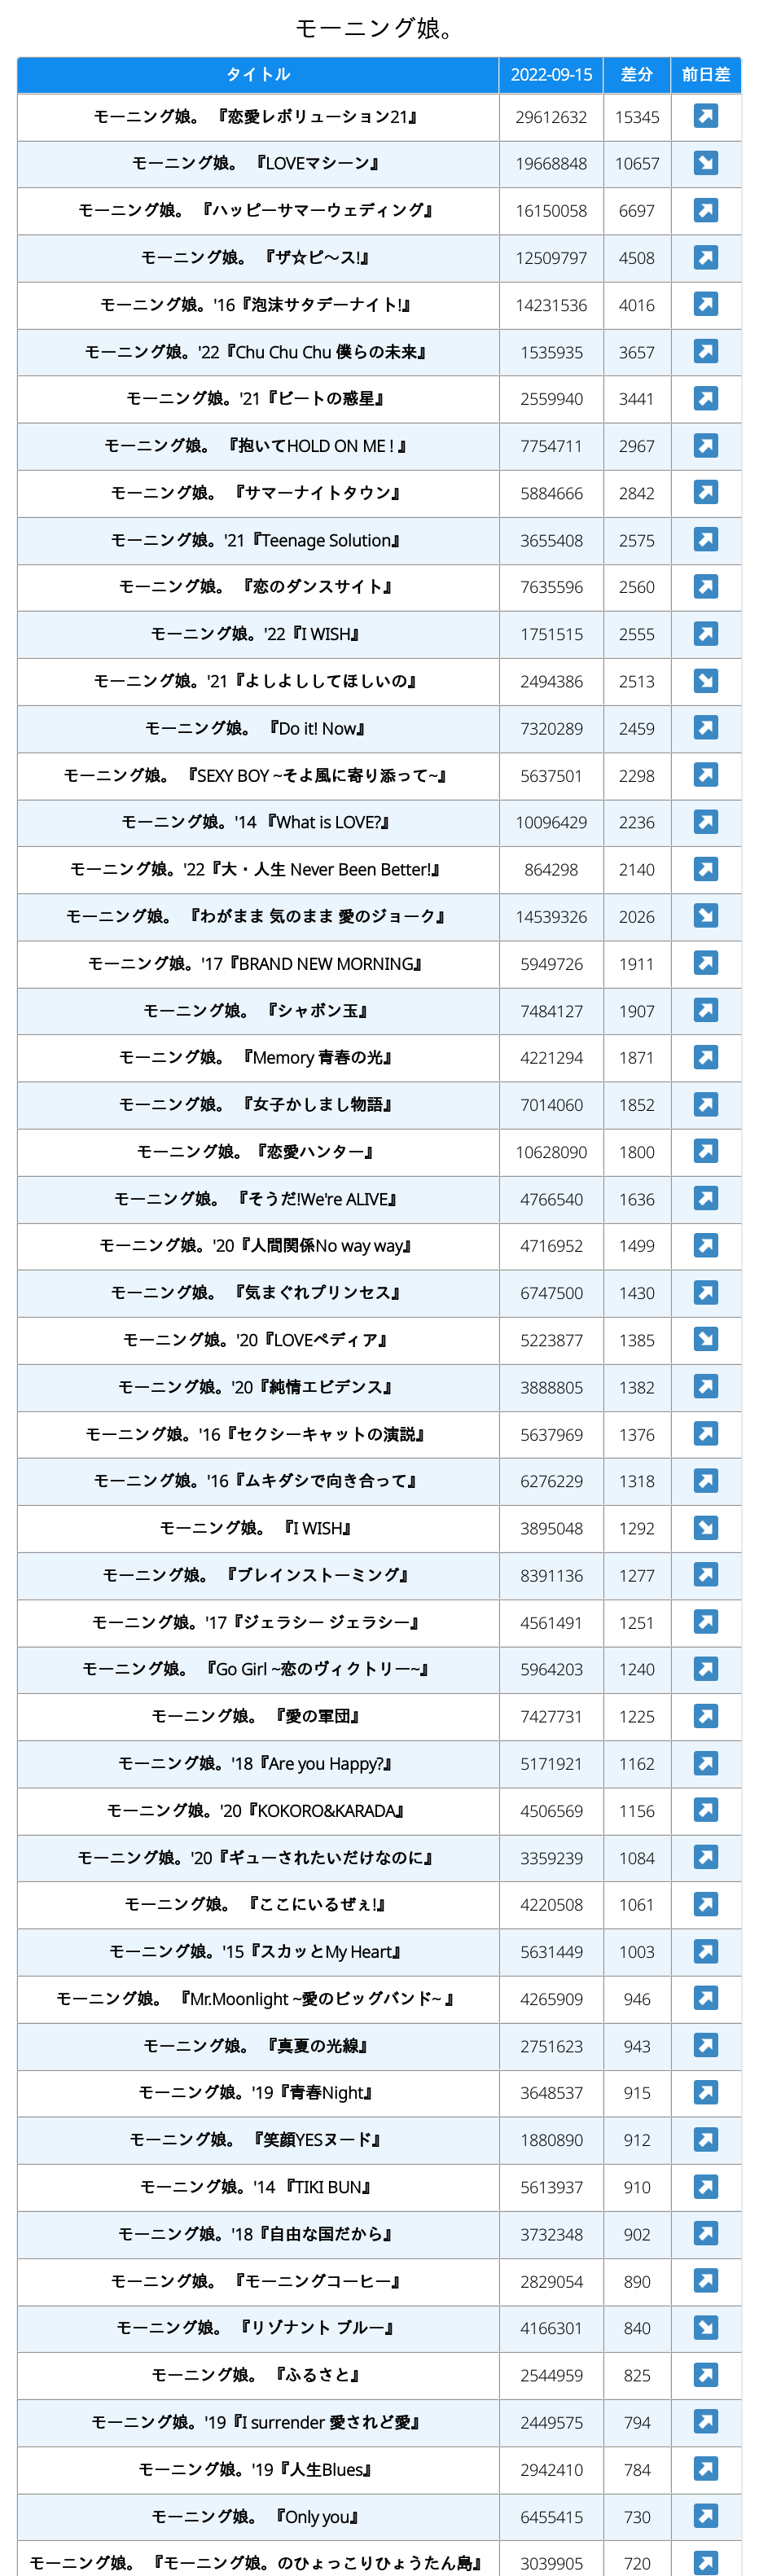 モーニング娘。
タイトル 2022-09-15 差分 前日差
モーニング娘。 『恋愛レボリューション21』 29612632 15345
モーニング娘。 『LOVEマシーン』 19668848 10657
モーニング娘。 『ハッピーサマーウェディング』 16150058 6697
モーニング娘。 『ザ☆ピ〜ス!』 12509797 4508
モーニング娘。'16『泡沫サタデーナイト!』 14231536 4016
モーニング娘。'22『Chu Chu Chu 僕らの未来』 1535935 3657
モーニング娘。'21『ビートの惑星』 2559940 3441
モーニング娘。 『抱いてHOLD ON ME ! 』 7754711 2967
モーニング娘。 『サマーナイトタウン』 5884666 2842
モーニング娘。'21『Teenage Solution』 3655408 2575
モーニング娘。 『恋のダンスサイト』 7635596 2560
モーニング娘。'22『I WISH』 1751515 2555
モーニング娘。'21『よしよししてほしいの』 2494386 2513
モーニング娘。 『Do it! Now』 7320289 2459
モーニング娘。 『SEXY BOY ~そよ風に寄り添って~』 5637501 2298
モーニング娘。'14 『What is LOVE?』 10096429 2236
モーニング娘。'22『大・人生 Never Been Better!』 864298 2140
モーニング娘。 『わがまま 気のまま 愛のジョーク』 14539326 2026
モーニング娘。'17『BRAND NEW MORNING』 5949726 1911
モーニング娘。 『シャボン玉』 7484127 1907
モーニング娘。 『Memory 青春の光』 4221294 1871
モーニング娘。 『女子かしまし物語』 7014060 1852
モーニング娘。『恋愛ハンター』 10628090 1800
モーニング娘。 『そうだ!We're ALIVE』 4766540 1636
モーニング娘。'20『人間関係No way way』 4716952 1499
モーニング娘。 『気まぐれプリンセス』 6747500 1430
モーニング娘。'20『LOVEペディア』 5223877 1385
モーニング娘。'20『純情エビデンス』 3888805 1382
モーニング娘。'16『セクシーキャットの演説』 5637969 1376
モーニング娘。'16『ムキダシで向き合って』 6276229 1318
モーニング娘。 『I WISH』 3895048 1292
モーニング娘。 『ブレインストーミング』 8391136 1277
モーニング娘。'17『ジェラシー ジェラシー』 4561491 1251
モーニング娘。 『Go Girl ~恋のヴィクトリー~』 5964203 1240
モーニング娘。 『愛の軍団』 7427731 1225
モーニング娘。'18『Are you Happy?』 5171921 1162
モーニング娘。'20『KOKORO&KARADA』 4506569 1156
モーニング娘。'20『ギューされたいだけなのに』 3359239 1084
モーニング娘。 『ここにいるぜぇ!』 4220508 1061
モーニング娘。'15『スカッとMy Heart』 5631449 1003
モーニング娘。 『Mr.Moonlight ~愛のビッグバンド~ 』 4265909 946
モーニング娘。 『真夏の光線』 2751623 943
モーニング娘。'19『青春Night』 3648537 915
モーニング娘。 『笑顔YESヌード』 1880890 912
モーニング娘。'14 『TIKI BUN』 5613937 910
モーニング娘。'18『自由な国だから』 3732348 902
モーニング娘。 『モーニングコーヒー』 2829054 890
モーニング娘。 『リゾナント ブルー』 4166301 840
モーニング娘。 『ふるさと』 2544959 825
モーニング娘。'19『I surrender 愛されど愛』 2449575 794
モーニング娘。'19『人生Blues』 2942410 784
モーニング娘。 『Only you』 6455415 730
モーニング娘。 『モーニング娘。のひょっこりひょうたん島』 3039905 720